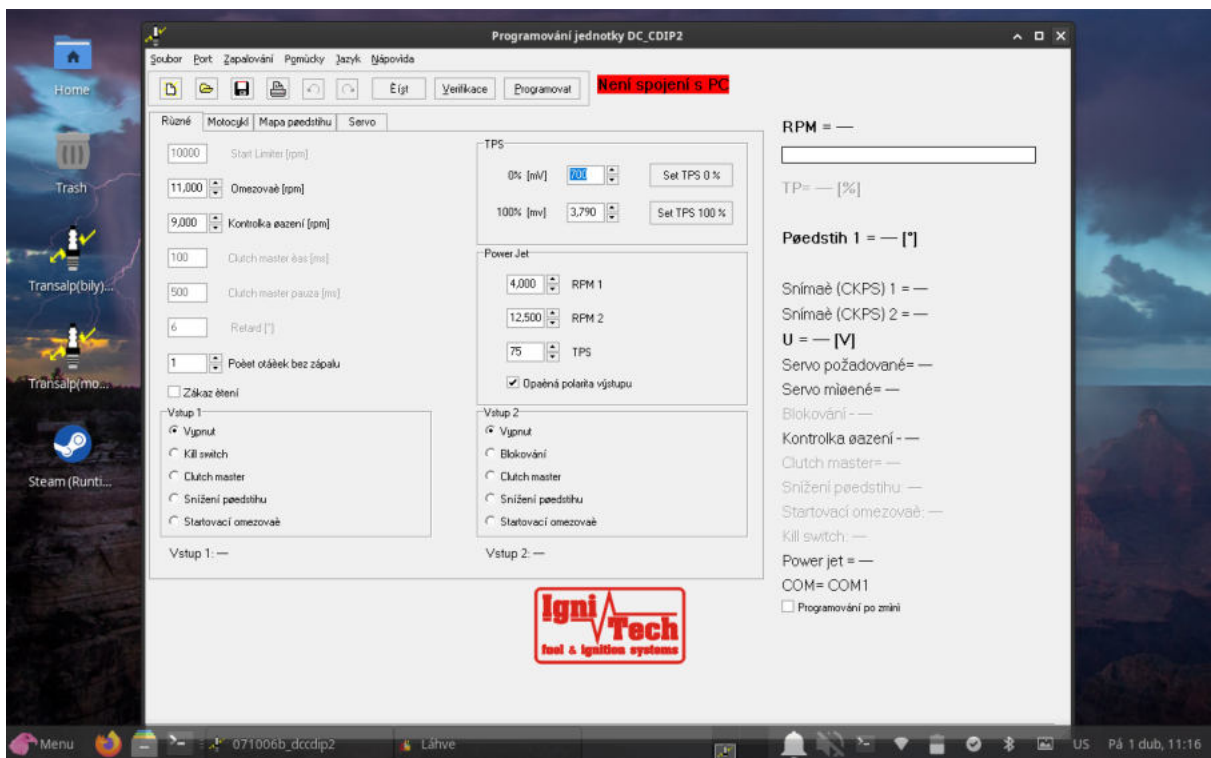 Programování jednotky DC_CDIP2
Soubor Port Zapalování Pomùcky Jazyk Nápovida
Èíst Verifikace Programovat Není spojení s PC
Home
Trash
Transalp(bily)...
Transalp(mo...
Steam (Runti...
Rùzné Motocykl Mapa pøedstihu Servo
10000 Start Limiter [rpm]
11,000 Omezovaè [rpm]
9,000 Kontrolka øazení [rpm]
100 Clutch master èas [ms]
500 Clutch master pauza [ms]
6 Retard [°]
1 Poèet otáèek bez zápalu
Zákaz ètení
TPS
0% [mV] 700 Set TPS 0 %
100% [mv] 3,790 Set TPS 100 %
Power Jet
4,000 RPM 1
12,500 RPM 2
75 TPS
Opaèná polarita výstupu
Vstup 1
Vypnut
Kill switch
Clutch master
Snížení pøedstihu
Startovací omezovaè
Vstup 1: —
Vstup 2
Vypnut
Blokování
Clutch master
Snížení pøedstihu
Startovací omezovaè
Vstup 2: —
RPM = —
TP= — [%]
Pøedstih 1 = — [°]
Snímaè (CKPS) 1 = —
Snímaè (CKPS) 2 = —
U = — [V]
Servo požadované= —
Servo mìøené= —
Blokování - —
Kontrolka øazení - —
Clutch master= —
Snížení pøedstihu: —
Startovací omezovaè: —
Kill switch: —
Power jet = —
COM= COM1
Programování po zmìnì
Igni
Tech
fuel & ignition systems
Menu 071006b_dccdip2 Láhve US Pá 1 dub, 11:16